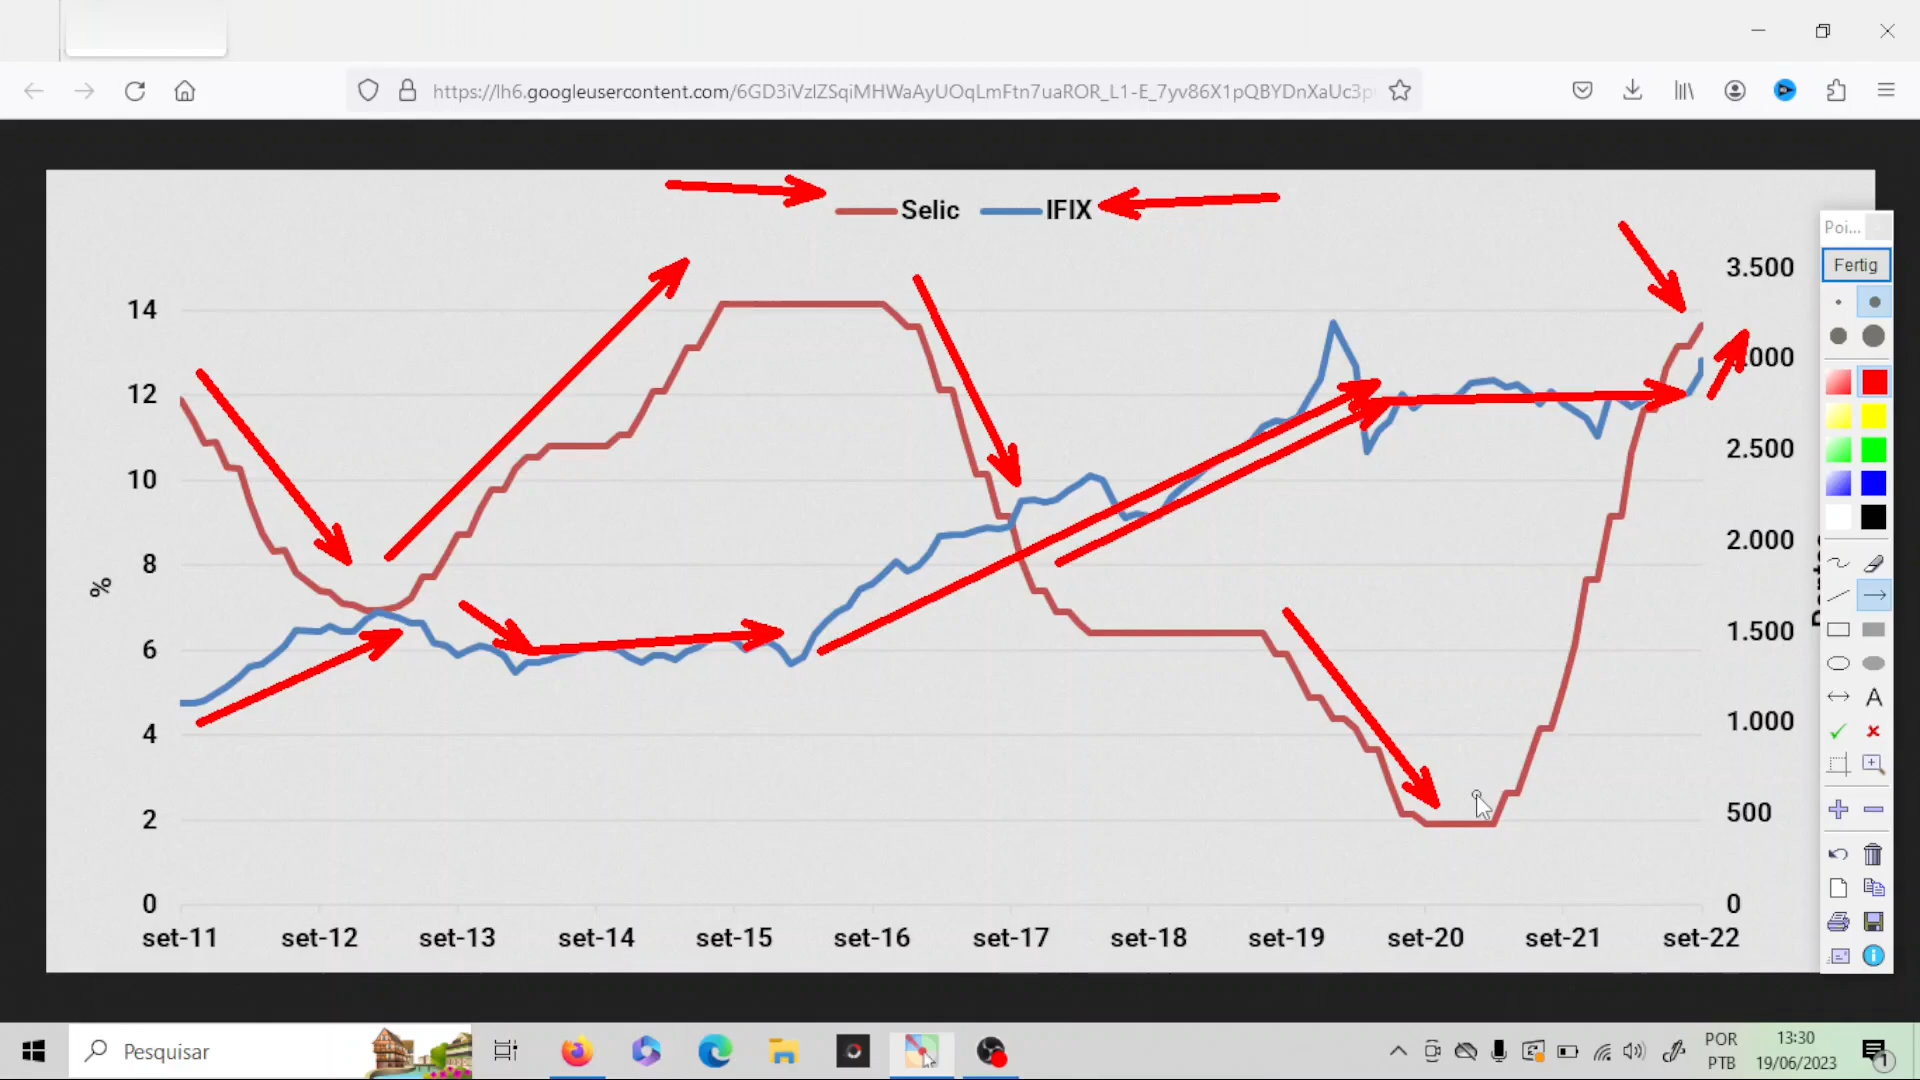 https://lh6.googleusercontent.com/6GD3iVzIZSqiMHWaAyUOqLmFtn7uaROR_L1-E_7yv86X1pQBYDnXaUc3p
Selic IFIX
Poi...
Fertig
%
14
12
10
8
6
4
2
0
3.500
2.500
2.000
1.500
1.000
500
0
set-11 set-12 set-13 set-14 set-15 set-16 set-17 set-18 set-19 set-20 set-21 set-22
A
Pesquisar
POR
PTB
13:30
19/06/2023
1